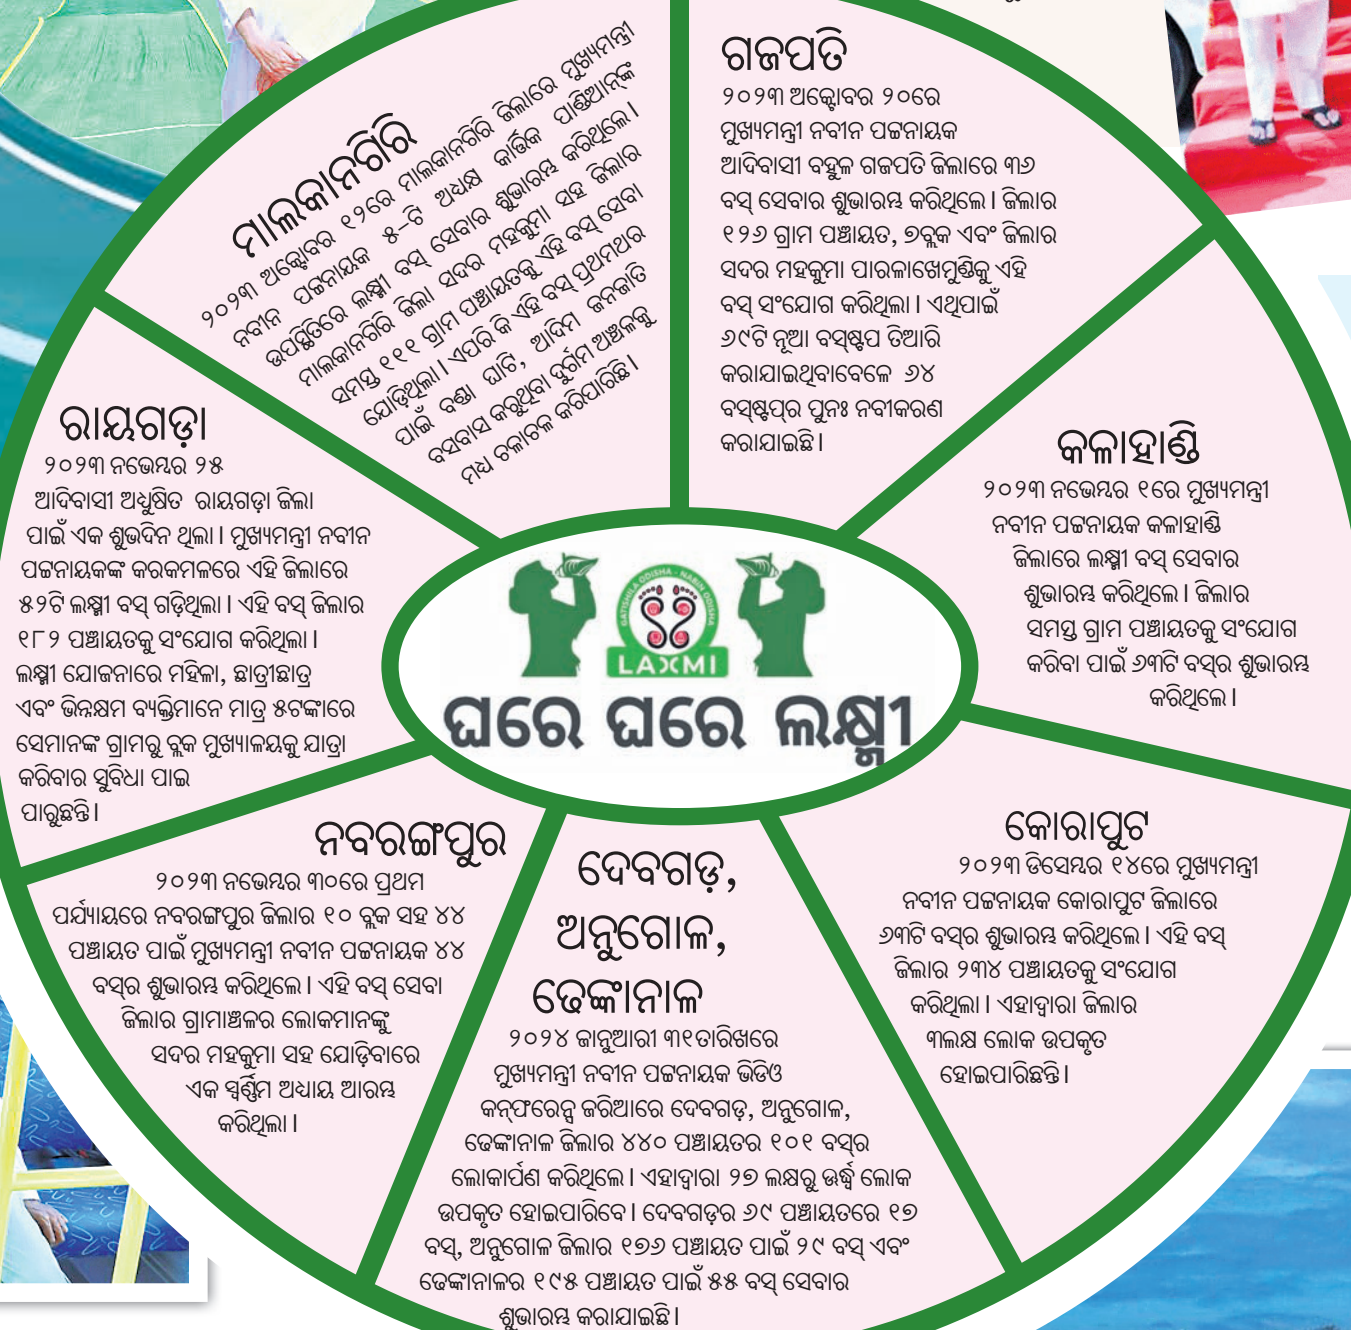 ମାଲକାନଗିରି
୨୦୨୩ ଅକ୍ଟୋବର ୧୨ରେ ମାଲକାନଗିରି ଜିଲାରେ ମୁଖ୍ୟମନ୍ତ୍ରୀ
ନବୀନ ପଟ୍ଟନାୟକ ୫-ଟି ଅଧ୍ୟକ୍ଷ କାର୍ତ୍ତିକ ପାଣ୍ଡିଆନ୍‌ଙ୍କ
ଉପସ୍ଥିତିରେ ଲକ୍ଷ୍ମୀ ବସ୍ ସେବାର ଶୁଭାରମ୍ଭ କରିଥିଲେ।
ମାଲକାନଗିରି ଜିଲା ସଦର ମହକୁମା ସହ ଜିଲାର
ସମସ୍ତ ୧୧୧ ଗ୍ରାମ ପଞ୍ଚାୟତକୁ ଏହି ବସ୍ ସେବା
ଯୋଡ଼ିଥିଲା। ଏପରି କି ଏହି ବସ୍ ପ୍ରଥମଥର
ପାଇଁ ବଣ୍ଡା ଘାଟି, ଆଦିମ ଜନଜାତି
ବସବାସ କରୁଥିବା ଦୁର୍ଗମ ଅଞ୍ଚଳକୁ
ମଧ୍ୟ ଚଳାଚଳ କରିପାରିଛି।
ଗଜପତି
୨୦୨୩ ଅକ୍ଟୋବର ୨୦ରେ
ମୁଖ୍ୟମନ୍ତ୍ରୀ ନବୀନ ପଟ୍ଟନାୟକ
ଆଦିବାସୀ ବହୁଳ ଗଜପତି ଜିଲାରେ ୩୬
ବସ୍ ସେବାର ଶୁଭାରମ୍ଭ କରିଥିଲେ। ଜିଲାର
୧୨୬ ଗ୍ରାମ ପଞ୍ଚାୟତ, ୭ବ୍ଲକ ଏବଂ ଜିଲାର
ସଦର ମହକୁମା ପାରଳାଖେମୁଣ୍ଡିକୁ ଏହି
ବସ୍ ସଂଯୋଗ କରିଥିଲା। ଏଥିପାଇଁ
୬୯ଟି ନୂଆ ବସ୍‌ଷ୍ଟପ ତିଆରି
କରାଯାଇଥିବାବେଳେ ୬୪
ବସ୍‌ଷ୍ଟପ୍‌ର ପୁନଃ ନବୀକରଣ
କରାଯାଇଛି।
ରାୟଗଡ଼ା
୨୦୨୩ ନଭେମ୍ବର ୨୫
ଆଦିବାସୀ ଅଧ୍ୟୁଷିତ ରାୟଗଡ଼ା ଜିଲା
ପାଇଁ ଏକ ଶୁଭଦିନ ଥିଲା। ମୁଖ୍ୟମନ୍ତ୍ରୀ ନବୀନ
ପଟ୍ଟନାୟକଙ୍କ କରକମଳରେ ଏହି ଜିଲାରେ
୫୨ଟି ଲକ୍ଷ୍ମୀ ବସ୍ ଗଡ଼ିଥିଲା। ଏହି ବସ୍ ଜିଲାର
୧୮୨ ପଞ୍ଚାୟତକୁ ସଂଯୋଗ କରିଥିଲା।
ଲକ୍ଷ୍ମୀ ଯୋଜନାରେ ମହିଳା, ଛାତ୍ରୀଛାତ୍ର
ଏବଂ ଭିନ୍ନକ୍ଷମ ବ୍ୟକ୍ତିମାନେ ମାତ୍ର ୫ଟଙ୍କାରେ
ସେମାନଙ୍କ ଗ୍ରାମରୁ ବ୍ଲକ ମୁଖ୍ୟାଳୟକୁ ଯାତ୍ରା
କରିବାର ସୁବିଧା ପାଇ
ପାରୁଛନ୍ତି।
କଳାହାଣ୍ଡି
୨୦୨୩ ନଭେମ୍ବର ୧ରେ ମୁଖ୍ୟମନ୍ତ୍ରୀ
ନବୀନ ପଟ୍ଟନାୟକ କଳାହାଣ୍ଡି
ଜିଲାରେ ଲକ୍ଷ୍ମୀ ବସ୍ ସେବାର
ଶୁଭାରମ୍ଭ କରିଥିଲେ। ଜିଲାର
ସମସ୍ତ ଗ୍ରାମ ପଞ୍ଚାୟତକୁ ସଂଯୋଗ
କରିବା ପାଇଁ ୬୩ଟି ବସ୍‌ର ଶୁଭାରମ୍ଭ
କରିଥିଲେ।
GATISHILA ODISHA - NABIN ODISHA
LAXMI
ଘରେ ଘରେ ଲକ୍ଷ୍ମୀ
ନବରଙ୍ଗପୁର
୨୦୨୩ ନଭେମ୍ବର ୩୦ରେ ପ୍ରଥମ
ପର୍ଯ୍ୟାୟରେ ନବରଙ୍ଗପୁର ଜିଲାର ୧୦ ବ୍ଲକ ସହ ୪୪
ପଞ୍ଚାୟତ ପାଇଁ ମୁଖ୍ୟମନ୍ତ୍ରୀ ନବୀନ ପଟ୍ଟନାୟକ ୪୪
ବସ୍‌ର ଶୁଭାରମ୍ଭ କରିଥିଲେ। ଏହି ବସ୍ ସେବା
ଜିଲାର ଗ୍ରାମାଞ୍ଚଳର ଲୋକମାନଙ୍କୁ
ସଦର ମହକୁମା ସହ ଯୋଡ଼ିବାରେ
ଏକ ସ୍ୱର୍ଣ୍ଣିମ ଅଧ୍ୟାୟ ଆରମ୍ଭ
କରିଥିଲା।
ଦେବଗଡ଼,
ଅନୁଗୋଳ,
ଢେଙ୍କାନାଳ
୨୦୨୪ ଜାନୁଆରୀ ୩୧ତାରିଖରେ
ମୁଖ୍ୟମନ୍ତ୍ରୀ ନବୀନ ପଟ୍ଟନାୟକ ଭିଡିଓ
କନ୍‌ଫରେନ୍ସ ଜରିଆରେ ଦେବଗଡ଼, ଅନୁଗୋଳ,
ଢେଙ୍କାନାଳ ଜିଲାର ୪୪୦ ପଞ୍ଚାୟତର ୧୦୧ ବସ୍‌ର
ଲୋକାର୍ପଣ କରିଥିଲେ। ଏହାଦ୍ୱାରା ୨୭ ଲକ୍ଷରୁ ଊର୍ଦ୍ଧ୍ୱ ଲୋକ
ଉପକୃତ ହୋଇପାରିବେ। ଦେବଗଡ଼ର ୬୯ ପଞ୍ଚାୟତରେ ୧୭
ବସ୍, ଅନୁଗୋଳ ଜିଲାର ୧୭୬ ପଞ୍ଚାୟତ ପାଇଁ ୨୯ ବସ୍ ଏବଂ
ଢେଙ୍କାନାଳର ୧୯୫ ପଞ୍ଚାୟତ ପାଇଁ ୫୫ ବସ୍ ସେବାର
ଶୁଭାରମ୍ଭ କରାଯାଇଛି।
କୋରାପୁଟ
୨୦୨୩ ଡିସେମ୍ବର ୧୪ରେ ମୁଖ୍ୟମନ୍ତ୍ରୀ
ନବୀନ ପଟ୍ଟନାୟକ କୋରାପୁଟ ଜିଲାରେ
୬୩ଟି ବସ୍‌ର ଶୁଭାରମ୍ଭ କରିଥିଲେ। ଏହି ବସ୍
ଜିଲାର ୨୩୪ ପଞ୍ଚାୟତକୁ ସଂଯୋଗ
କରିଥିଲା। ଏହାଦ୍ୱାରା ଜିଲାର
୩ଲକ୍ଷ ଲୋକ ଉପକୃତ
ହୋଇପାରିଛନ୍ତି।